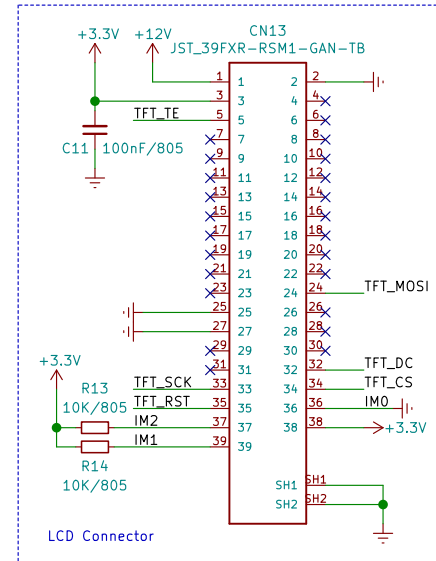 CN13
JST_39FXR-RSM1-GAN-TB
+3.3V +12V
1 1 2 2
3 3 4 4
TFT_TE 5 5 6 6
7 7 8 8
C11 100nF/805
9 9 10 10
11 11 12 12
13 13 14 14
15 15 16 16
17 17 18 18
19 19 20 20
21 21 22 22
23 23 24 24 TFT_MOSI
25 25 26 26
27 27 28 28
29 29 30 30
+3.3V
31 31 32 32 TFT_DC
R13 TFT_SCK 33 33 34 34 TFT_CS
10K/805 TFT_RST 35 35 36 36 IM0
IM2 37 37 38 38 +3.3V
IM1 39 39
R14
10K/805
SH1 SH1
SH2 SH2
LCD Connector